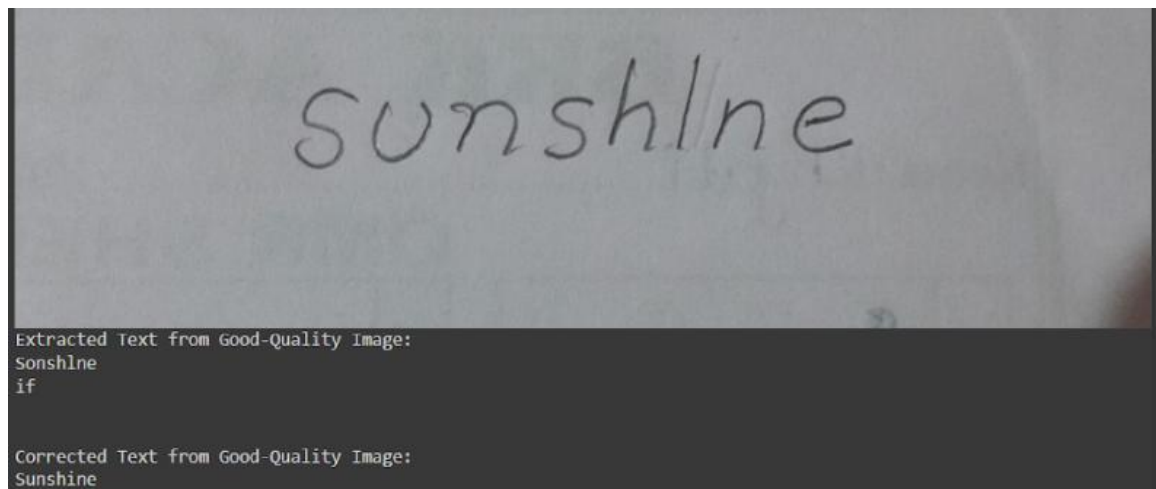 sunshlne
Extracted Text from Good-Quality Image:
Sonshlne
if
Corrected Text from Good-Quality Image:
Sunshine